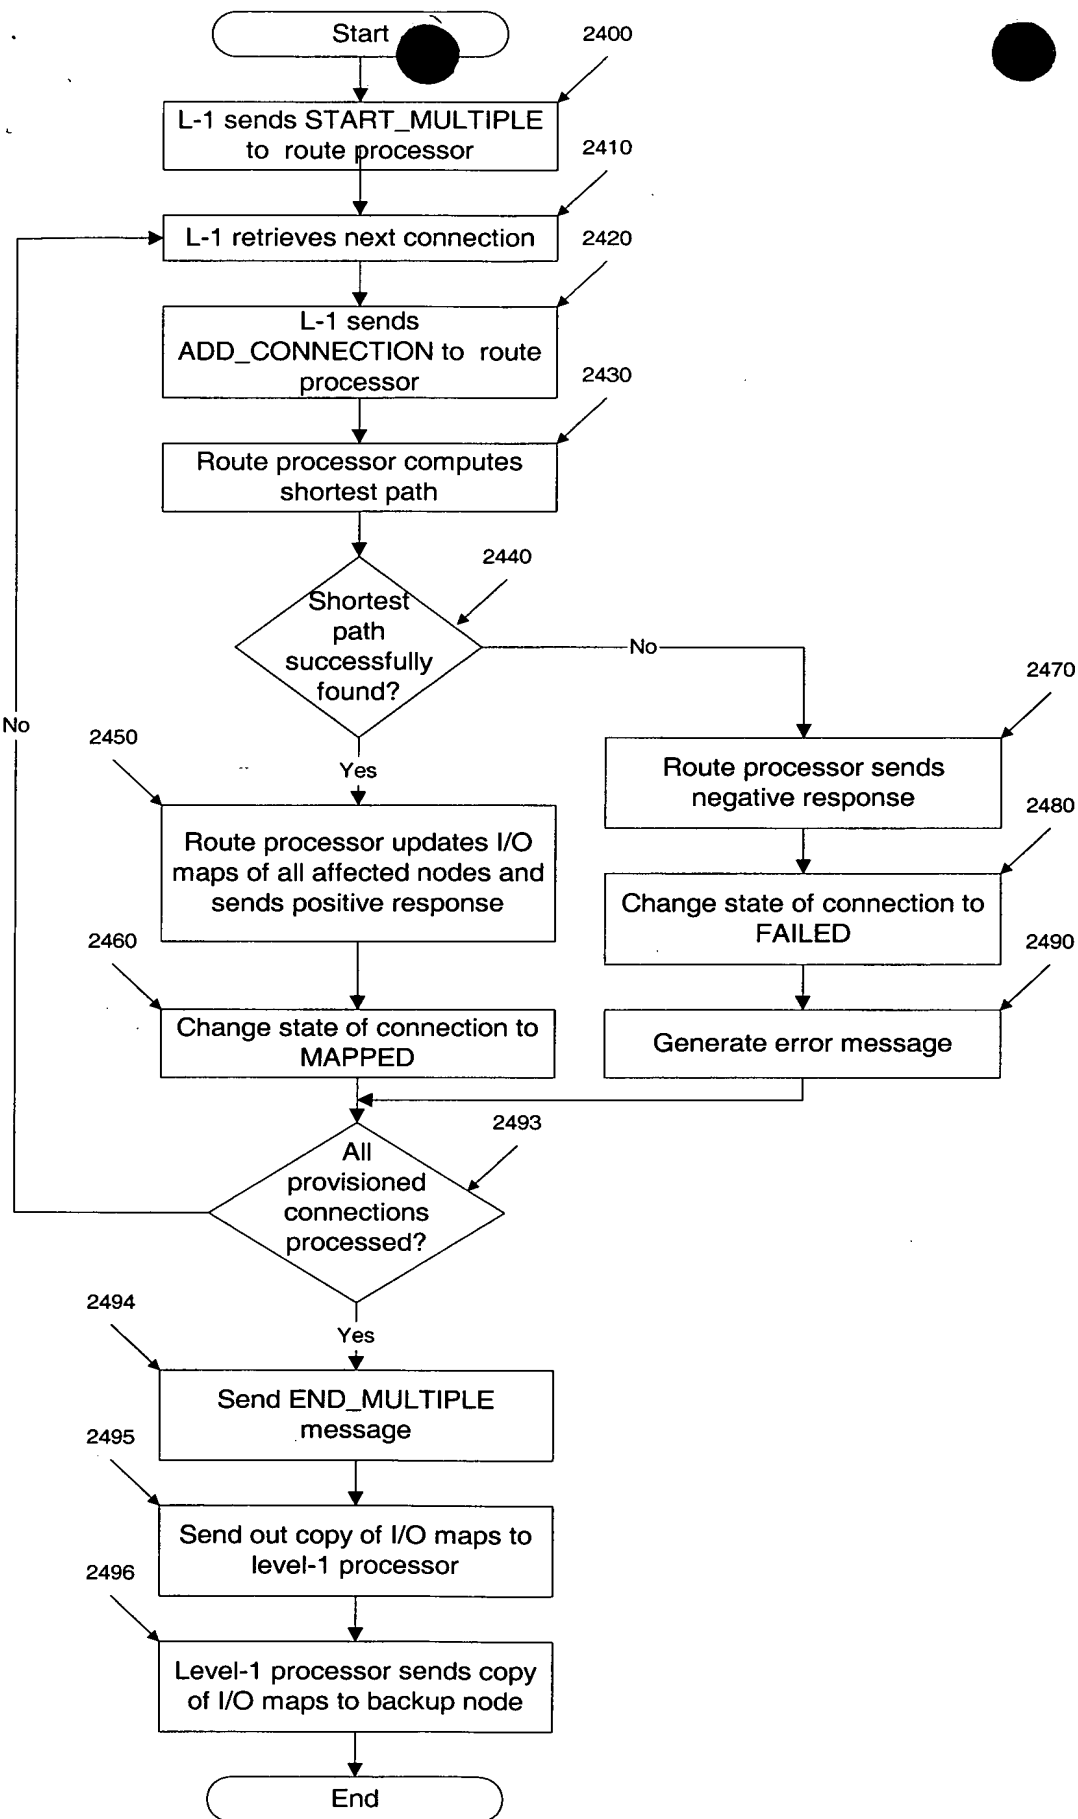 Start
2400
L-1 sends START_MULTIPLE
to route processor
2410
L-1 retrieves next connection
2420
L-1 sends
ADD_CONNECTION to route
processor
2430
Route processor computes
shortest path
2440
Shortest
path
successfully
found?
No
2470
No
2450
Yes
Route processor sends
negative response
2480
Route processor updates I/O
maps of all affected nodes and
sends positive response
Change state of connection to
FAILED
2460
2490
Change state of connection to
MAPPED
Generate error message
2493
All
provisioned
connections
processed?
2494
Yes
Send END_MULTIPLE
message
2495
Send out copy of I/O maps to
level-1 processor
2496
Level-1 processor sends copy
of I/O maps to backup node
End